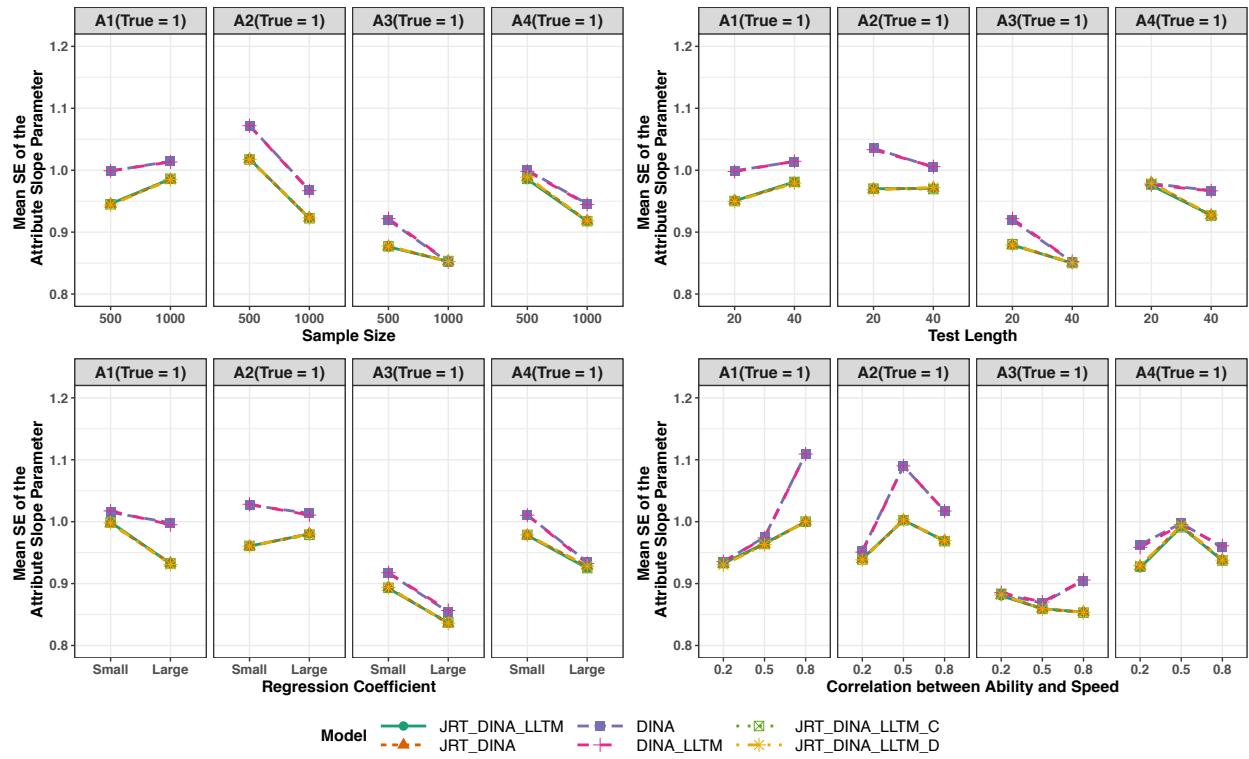 A1(True = 1) A2(True = 1) A3(True = 1) A4(True = 1)
Mean SE of the
Attribute Slope Parameter
1.2
1.1
1.0
0.9
0.8
500 1000 500 1000 500 1000 500 1000
Sample Size
A1(True = 1) A2(True = 1) A3(True = 1) A4(True = 1)
Mean SE of the
Attribute Slope Parameter
1.2
1.1
1.0
0.9
0.8
20 40 20 40 20 40 20 40
Test Length
A1(True = 1) A2(True = 1) A3(True = 1) A4(True = 1)
Mean SE of the
Attribute Slope Parameter
1.2
1.1
1.0
0.9
0.8
Small Large Small Large Small Large Small Large
Regression Coefficient
A1(True = 1) A2(True = 1) A3(True = 1) A4(True = 1)
Mean SE of the
Attribute Slope Parameter
1.2
1.1
1.0
0.9
0.8
0.2 0.5 0.8 0.2 0.5 0.8 0.2 0.5 0.8 0.2 0.5 0.8
Correlation between Ability and Speed
Model
JRT_DINA_LLTM DINA JRT_DINA_LLTM_C
JRT_DINA DINA_LLTM JRT_DINA_LLTM_D